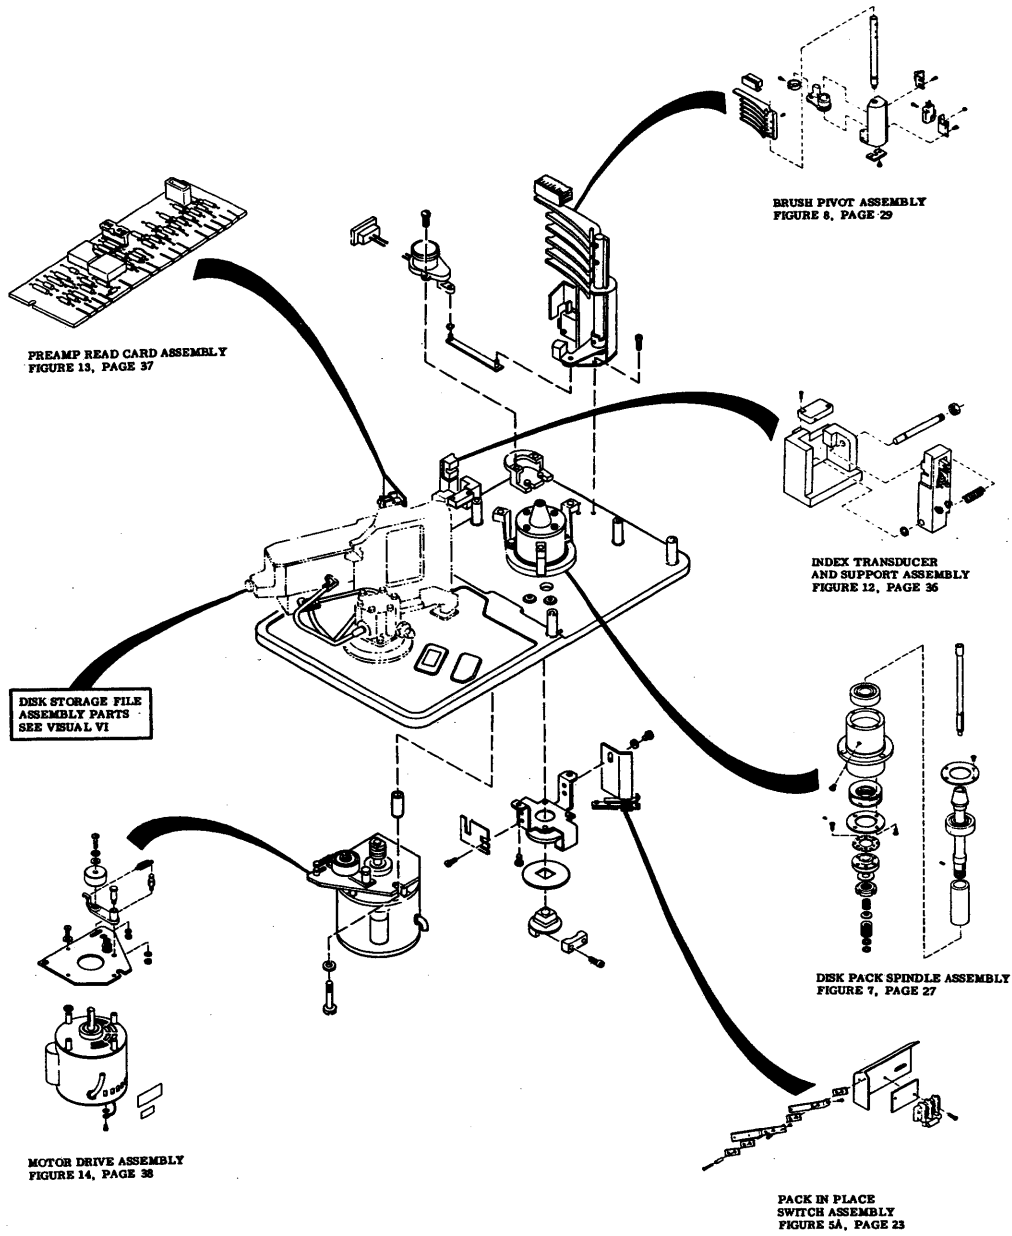 BRUSH PIVOT ASSEMBLY
FIGURE 8, PAGE 29
PREAMP READ CARD ASSEMBLY
FIGURE 13, PAGE 37
INDEX TRANSDUCER
AND SUPPORT ASSEMBLY
FIGURE 12, PAGE 36
DISK STORAGE FILE
ASSEMBLY PARTS
SEE VISUAL VI
DISK PACK SPINDLE ASSEMBLY
FIGURE 7, PAGE 27
MOTOR DRIVE ASSEMBLY
FIGURE 14, PAGE 38
PACK IN PLACE
SWITCH ASSEMBLY
FIGURE 5A, PAGE 23